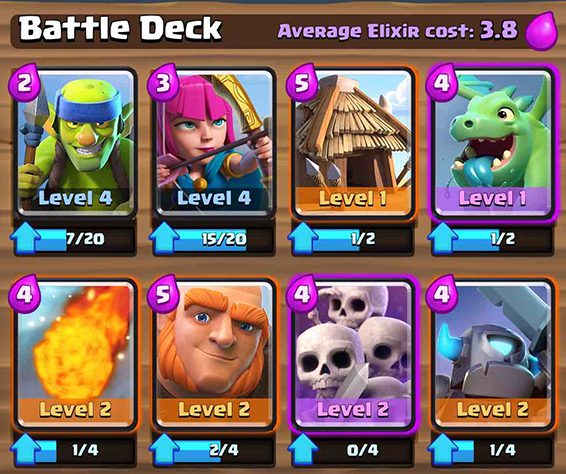 Battle Deck
Average Elixir cost: 3.8
2 3 5 4
Level 4 Level 4 Level 1 Level 1
7/20 15/20 1/2 1/2
4 5 4 4
Level 2 Level 2 Level 2 Level 2
1/4 2/4 0/4 1/4